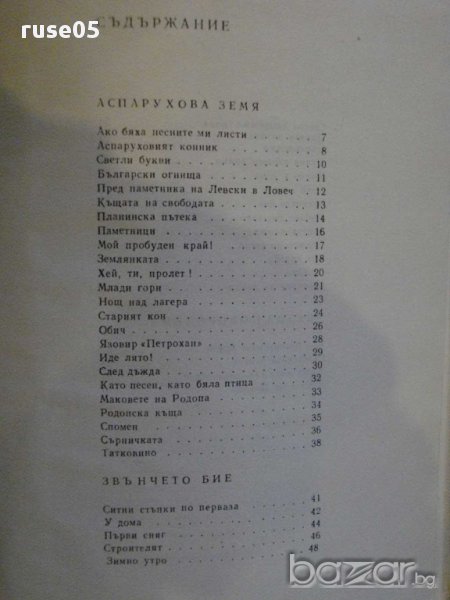 ruse05
СЪДЪРЖАНИЕ
АСПАРУХОВА ЗЕМЯ
Ако бяха песните ми листи . . . . . . . 7
Аспаруховият конник . . . . . . . . . 8
Светли букви . . . . . . . . . . . . 10
Български огнища . . . . . . . . . . 11
Пред паметника на Левски в Ловеч . 12
Къщата на свободата . . . . . . . . . 13
Планинска пътека . . . . . . . . . . 14
Паметници . . . . . . . . . . . . . 16
Мой пробуден край! . . . . . . . . . 17
Землянката . . . . . . . . . . . . . 18
Хей, ти, пролет! . . . . . . . . . . . 20
Млади гори . . . . . . . . . . . . . 21
Нощ над лагера . . . . . . . . . . . 23
Старият кон . . . . . . . . . . . . . 24
Обич . . . . . . . . . . . . . . . . 26
Язовир «Петрохан» . . . . . . . . . . 28
Иде лято! . . . . . . . . . . . . . . 29
След дъжда . . . . . . . . . . . . . 30
Като песен, като бяла птица . . . . . . 32
Маковете на Родопа . . . . . . . . . 33
Родопска къща . . . . . . . . . . . 34
Спомен . . . . . . . . . . . . . . . 35
Сърничката . . . . . . . . . . . . . 36
Татковино . . . . . . . . . . . . . 38
ЗВЪНЧЕТО БИЕ
Ситни стъпки по перваза . . . . . . . 41
У дома . . . . . . . . . . . . . . . 42
Първи сняг . . . . . . . . . . . . . 44
Строителят . . . . . . . . . . . . . 46
Зимно утро . . . . . . . . . . . . . 48
bazar.bg